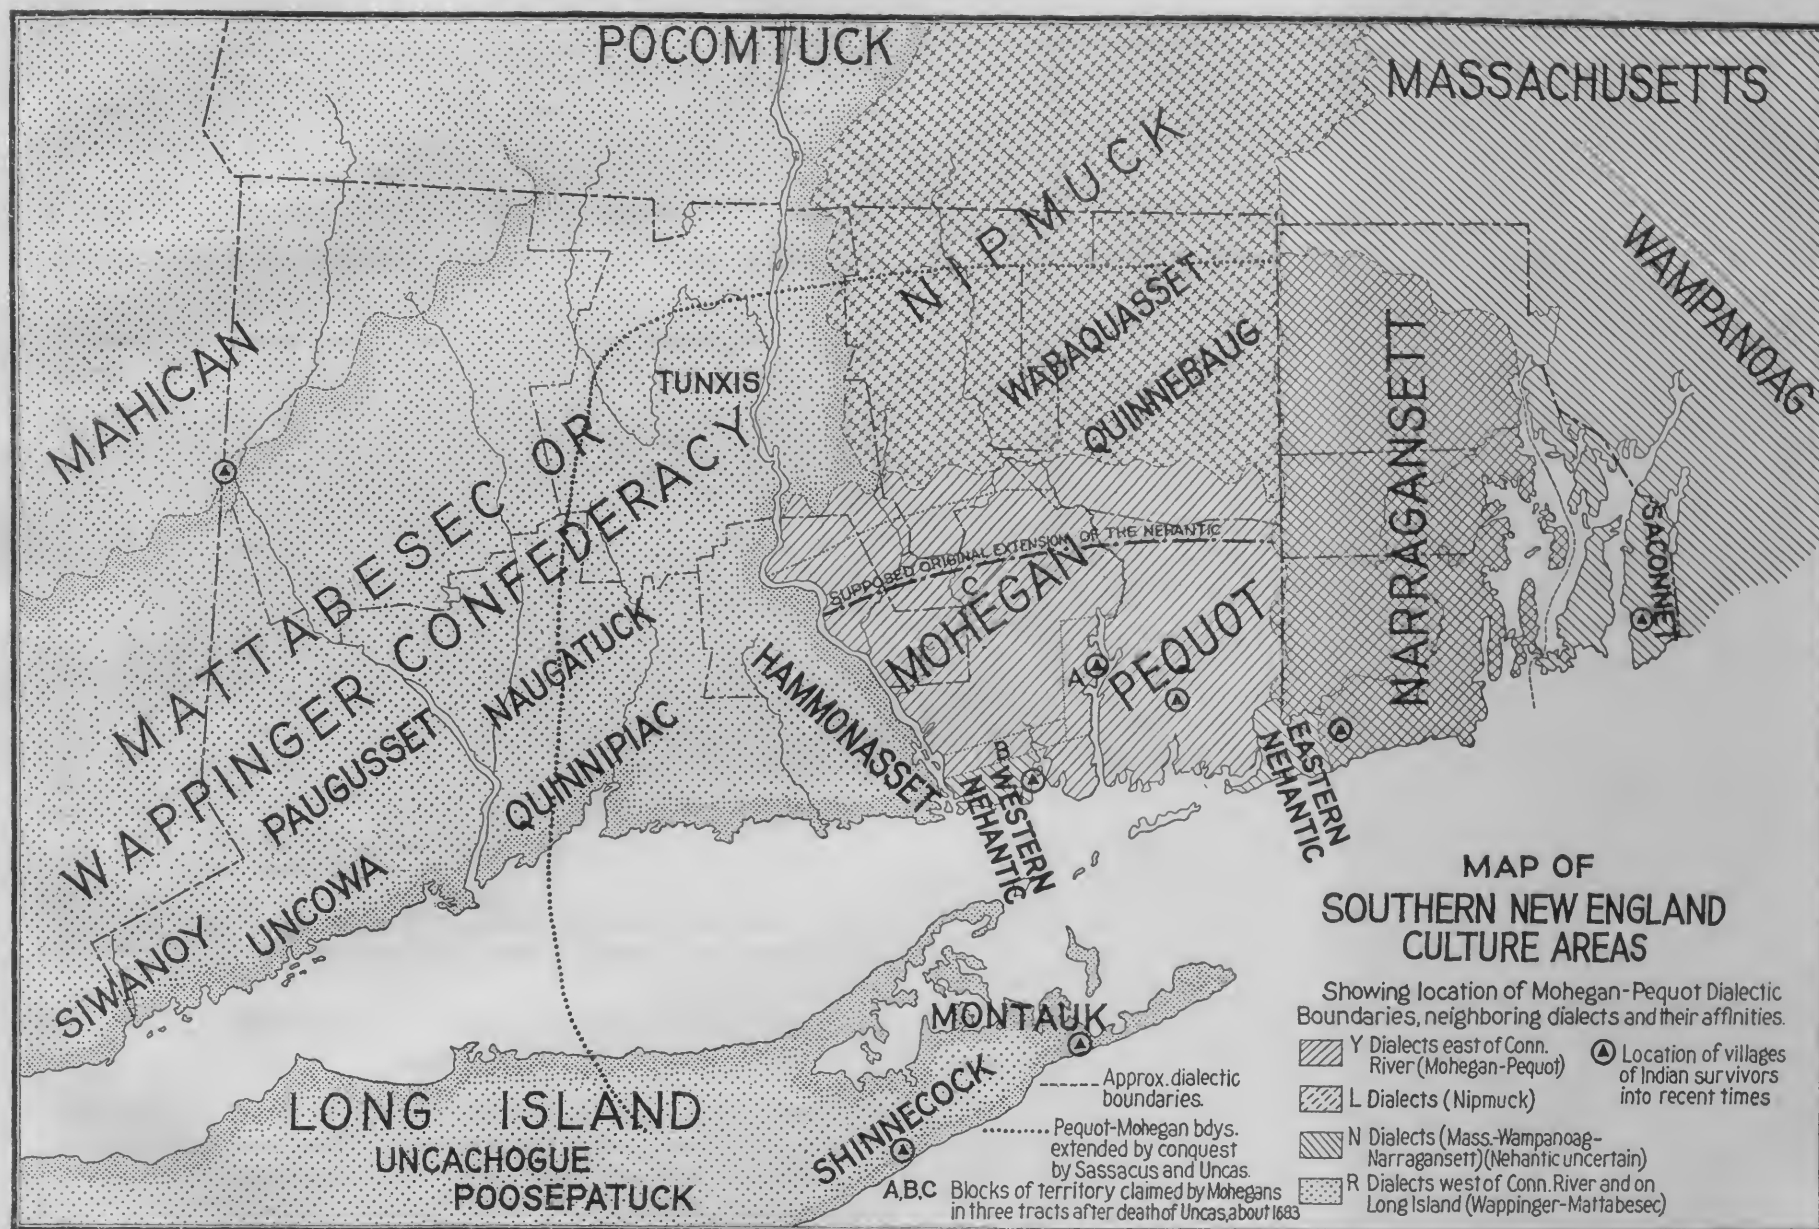 POCOMTUCK
MASSACHUSETTS
NIPMUCK
WAMPANOAG
MAHICAN
WABAQUASSET
QUINNEBAUG
TUNXIS
NARRAGANSETT
MATTABESEC OR
WAPPINGER CONFEDERACY
SACONNET
SUPPOSED ORIGINAL EXTENSION OF THE NEHANTIC
C
MOHEGAN
PEQUOT
A
PAUGUSSET
NAUGATUCK
QUINNIPIAC
HAMMONASSET
B
WESTERN
NEHANTIC
EASTERN
NEHANTIC
SIWANOY
UNCOWA
MONTAUK
SHINNECOCK
LONG ISLAND
UNCACHOGUE
POOSEPATUCK
MAP OF
SOUTHERN NEW ENGLAND
CULTURE AREAS
Showing location of Mohegan-Pequot Dialectic
Boundaries, neighboring dialects and their affinities.
Y Dialects east of Conn.
River (Mohegan-Pequot)
L Dialects (Nipmuck)
N Dialects (Mass.-Wampanoag-
Narragansett) (Nehantic uncertain)
R Dialects west of Conn. River and on
Long Island (Wappinger-Mattabesec)
Location of villages
of Indian survivors
into recent times
Approx. dialectic
boundaries.
Pequot-Mohegan bdys.
extended by conquest
by Sassacus and Uncas.
A,B,C Blocks of territory claimed by Mohegans
in three tracts after death of Uncas, about 1683